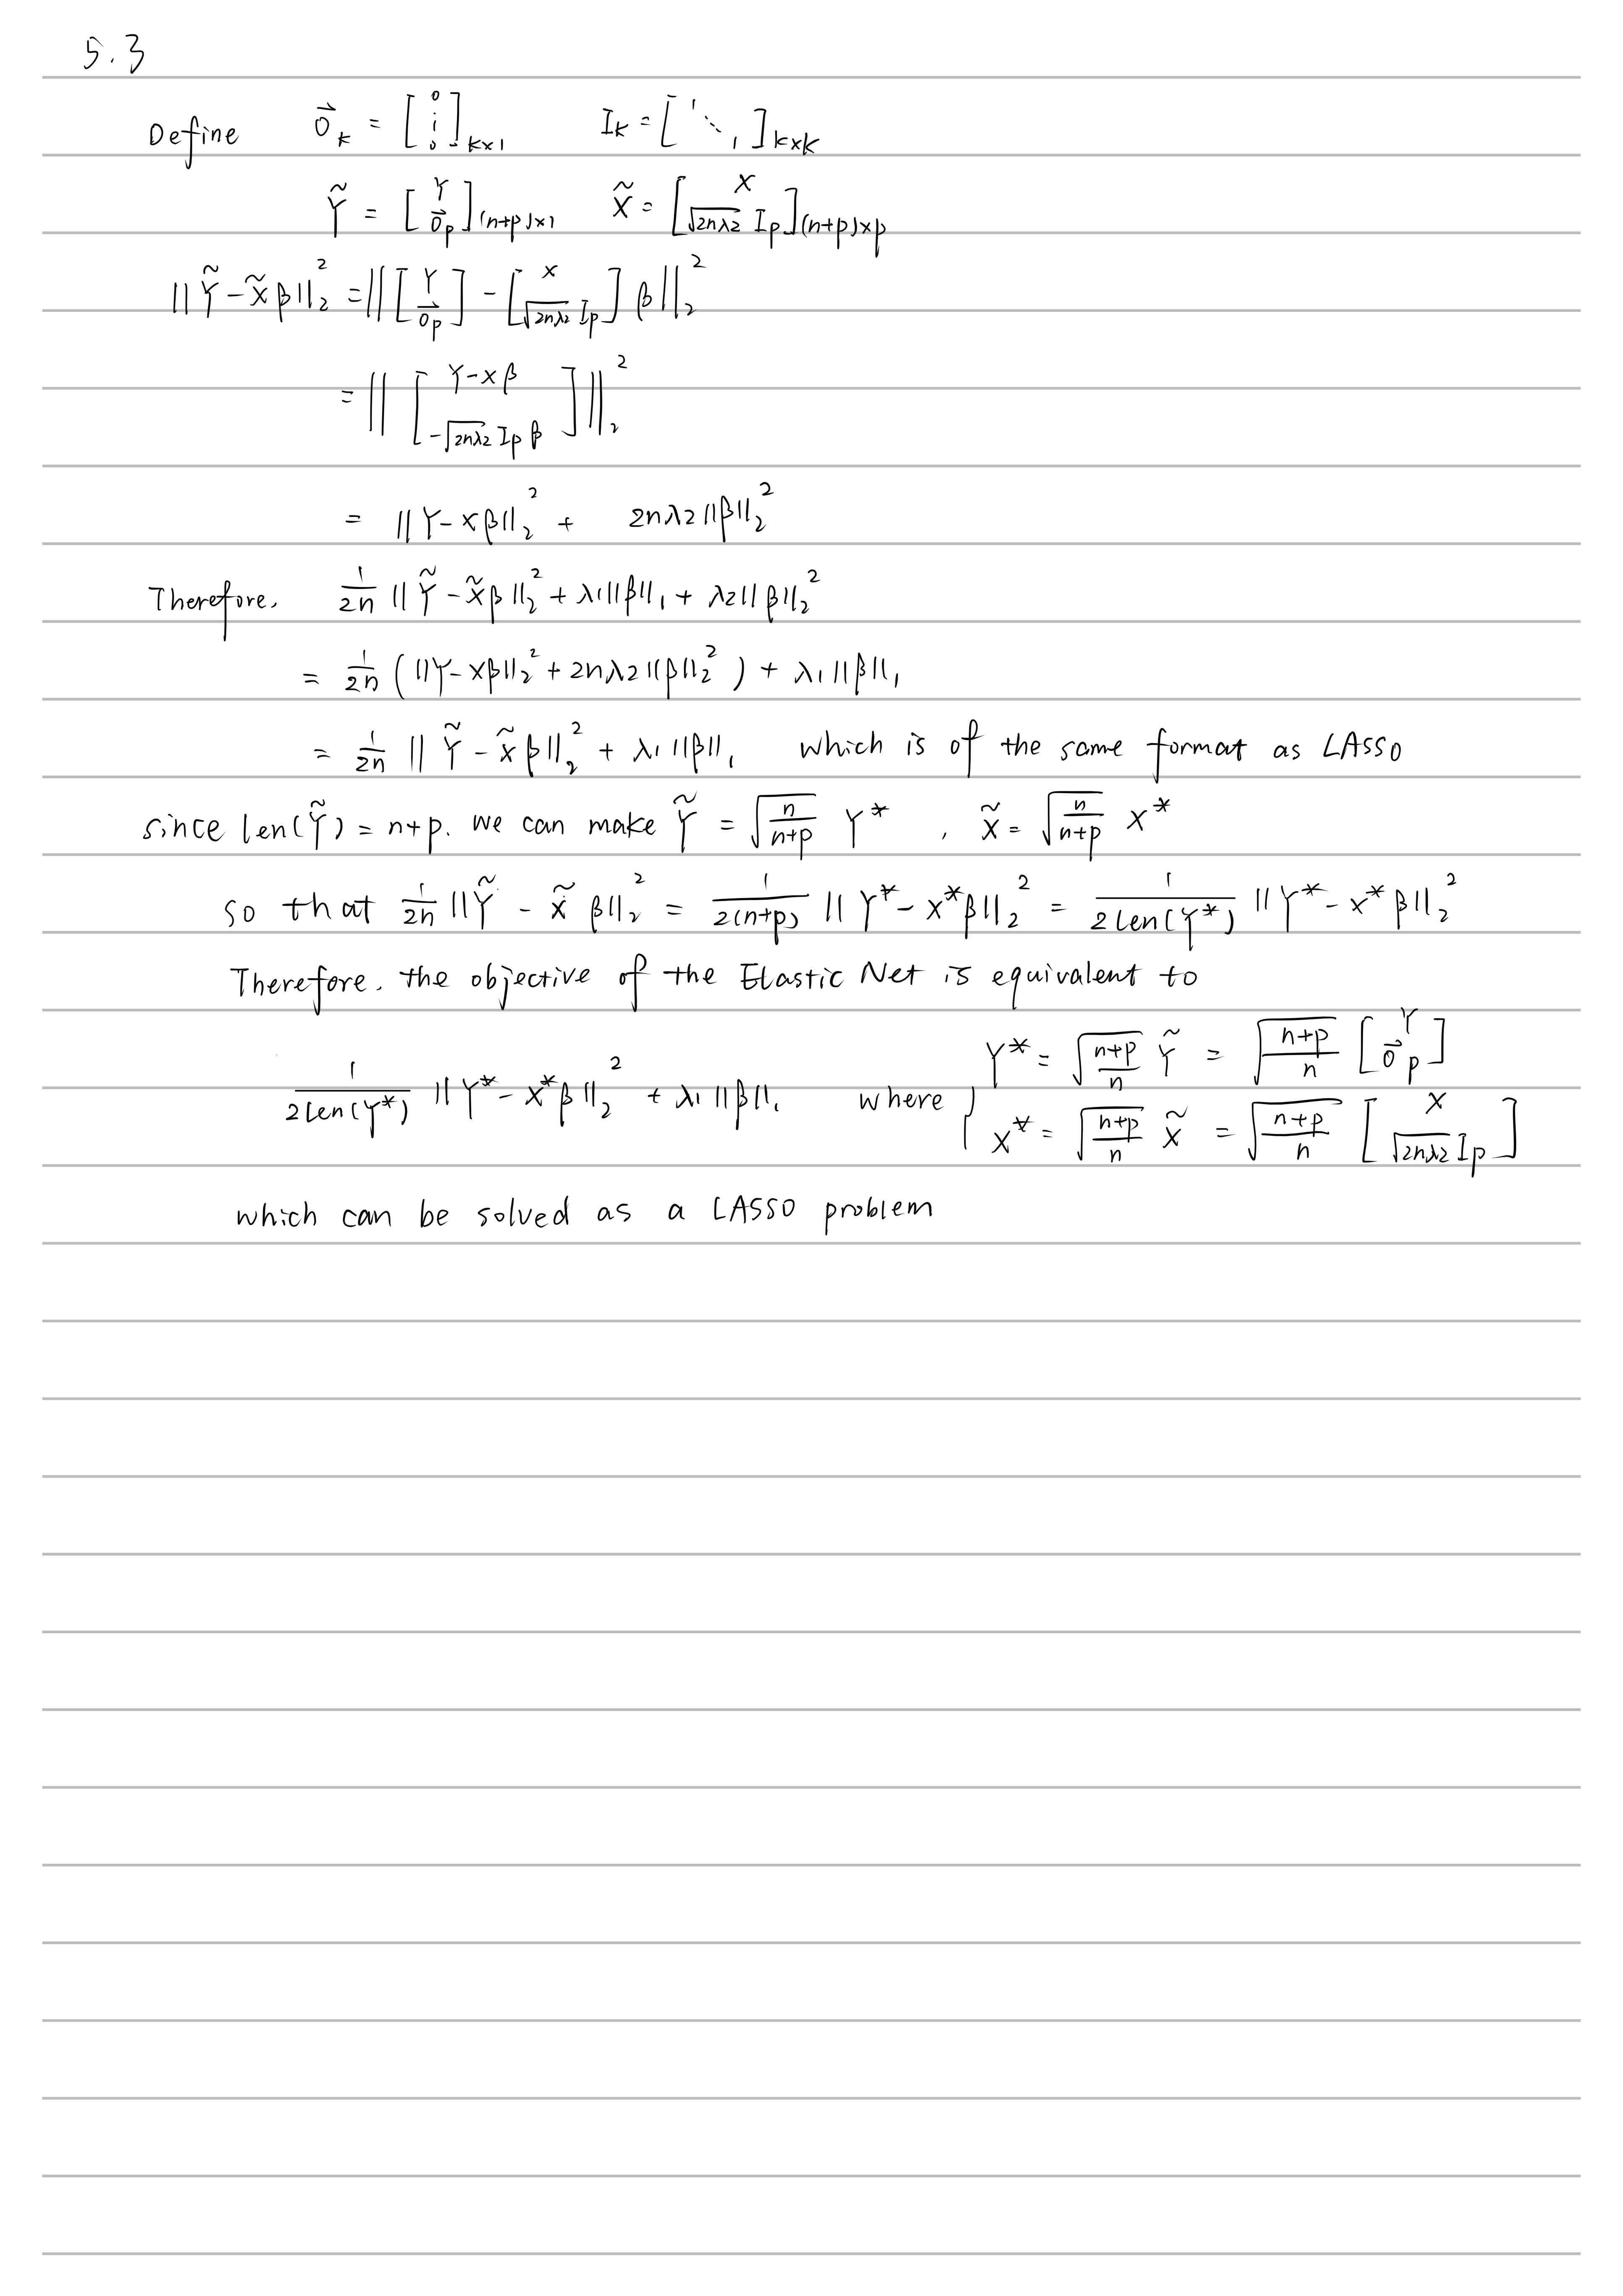 5.3
Define $\vec{0}_k = \begin{bmatrix} 0 \\ \vdots \\ 0 \end{bmatrix}_{k \times 1}$ $I_k = \begin{bmatrix} 1 & & \\ & \ddots & \\ & & 1 \end{bmatrix}_{k \times k}$
$\tilde{Y} = \begin{bmatrix} Y \\ \vec{0}_p \end{bmatrix}_{(n+p) \times 1}$ $\tilde{X} = \begin{bmatrix} X \\ \sqrt{2n\lambda_2} I_p \end{bmatrix}_{(n+p) \times p}$
$\|\tilde{Y} - \tilde{X}\beta\|_2^2 = \left\| \begin{bmatrix} Y \\ \vec{0}_p \end{bmatrix} - \begin{bmatrix} X \\ \sqrt{2n\lambda_2} I_p \end{bmatrix} \beta \right\|_2^2$
$= \left\| \begin{bmatrix} Y - X\beta \\ -\sqrt{2n\lambda_2} I_p \beta \end{bmatrix} \right\|_2^2$
$= \|Y - X\beta\|_2^2 + 2n\lambda_2 \|\beta\|_2^2$
Therefore, $\frac{1}{2n} \|\tilde{Y} - \tilde{X}\beta\|_2^2 + \lambda_1 \|\beta\|_1 + \lambda_2 \|\beta\|_2^2$
$= \frac{1}{2n} \left( \|Y - X\beta\|_2^2 + 2n\lambda_2 \|\beta\|_2^2 \right) + \lambda_1 \|\beta\|_1$
$= \frac{1}{2n} \|\tilde{Y} - \tilde{X}\beta\|_2^2 + \lambda_1 \|\beta\|_1$ which is of the same format as LASSO
since len($\tilde{Y}$) = n+p. we can make $\tilde{Y} = \sqrt{\frac{n}{n+p}} Y^*$ , $\tilde{X} = \sqrt{\frac{n}{n+p}} X^*$
so that $\frac{1}{2n} \|\tilde{Y} - \tilde{X}\beta\|_2^2 = \frac{1}{2(n+p)} \|Y^* - X^*\beta\|_2^2 = \frac{1}{2 len(Y^*)} \|Y^* - X^*\beta\|_2^2$
Therefore, the objective of the Elastic Net is equivalent to
$\frac{1}{2 len(Y^*)} \|Y^* - X^*\beta\|_2^2 + \lambda_1 \|\beta\|_1$ where $\begin{cases} Y^* = \sqrt{\frac{n+p}{n}} \tilde{Y} = \sqrt{\frac{n+p}{n}} \begin{bmatrix} Y \\ \vec{0}_p \end{bmatrix} \\ X^* = \sqrt{\frac{n+p}{n}} \tilde{X} = \sqrt{\frac{n+p}{n}} \begin{bmatrix} X \\ \sqrt{2n\lambda_2} I_p \end{bmatrix} \end{cases}$
which can be solved as a LASSO problem